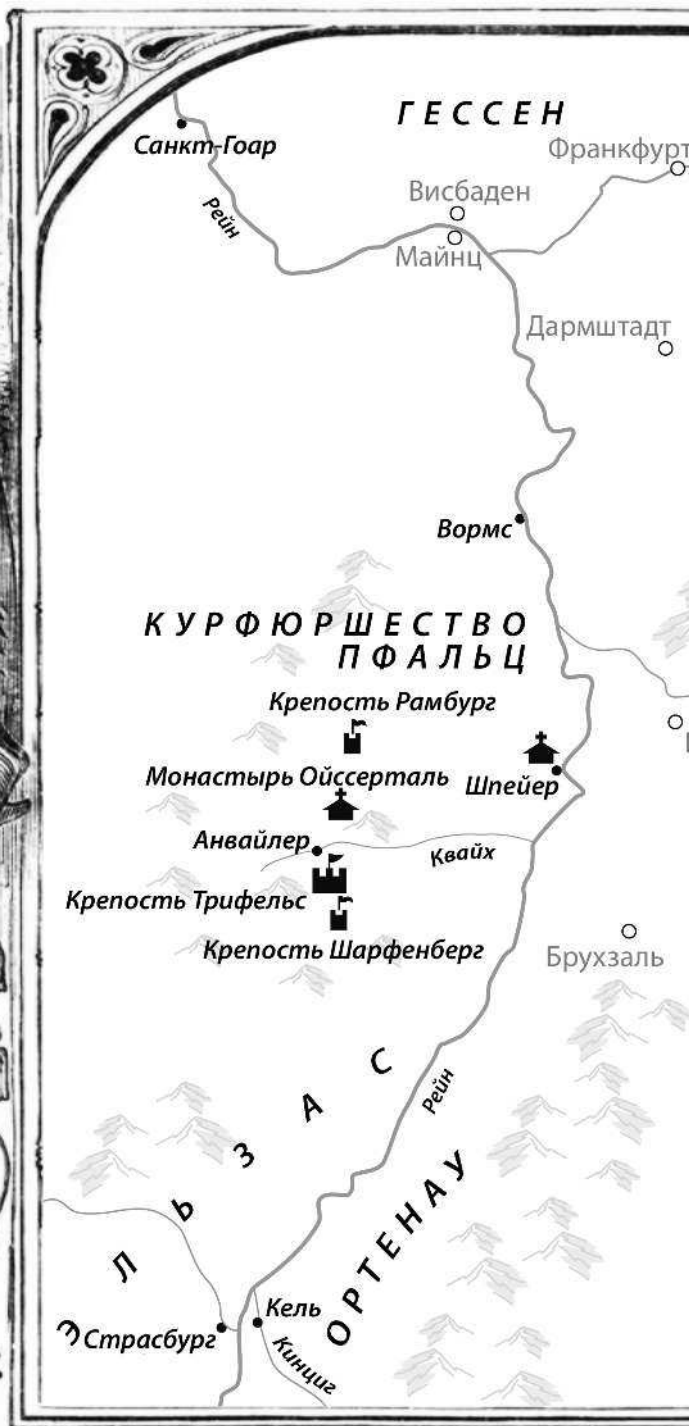 ГЕССЕН
Санкт-Гоар
Франкфурт
Рейн
Висбаден
Майнц
Дармштадт
Вормс
КУРФЮРШЕСТВО
ПФАЛЬЦ
Крепость Рамбург
Монастырь Ойссерталь
Шпейер
Анвайлер
Квайх
Крепость Трифельс
Крепость Шарфенберг
Брухзаль
ЭЛЬЗАС
Рейн
ОРТЕНАУ
Кель
Страсбург
Кинциг